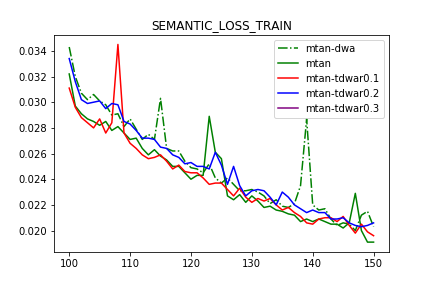 SEMANTIC_LOSS_TRAIN
mtan-dwa
mtan
mtan-tdwar0.1
mtan-tdwar0.2
mtan-tdwar0.3
0.034
0.032
0.030
0.028
0.026
0.024
0.022
0.020
100 110 120 130 140 150